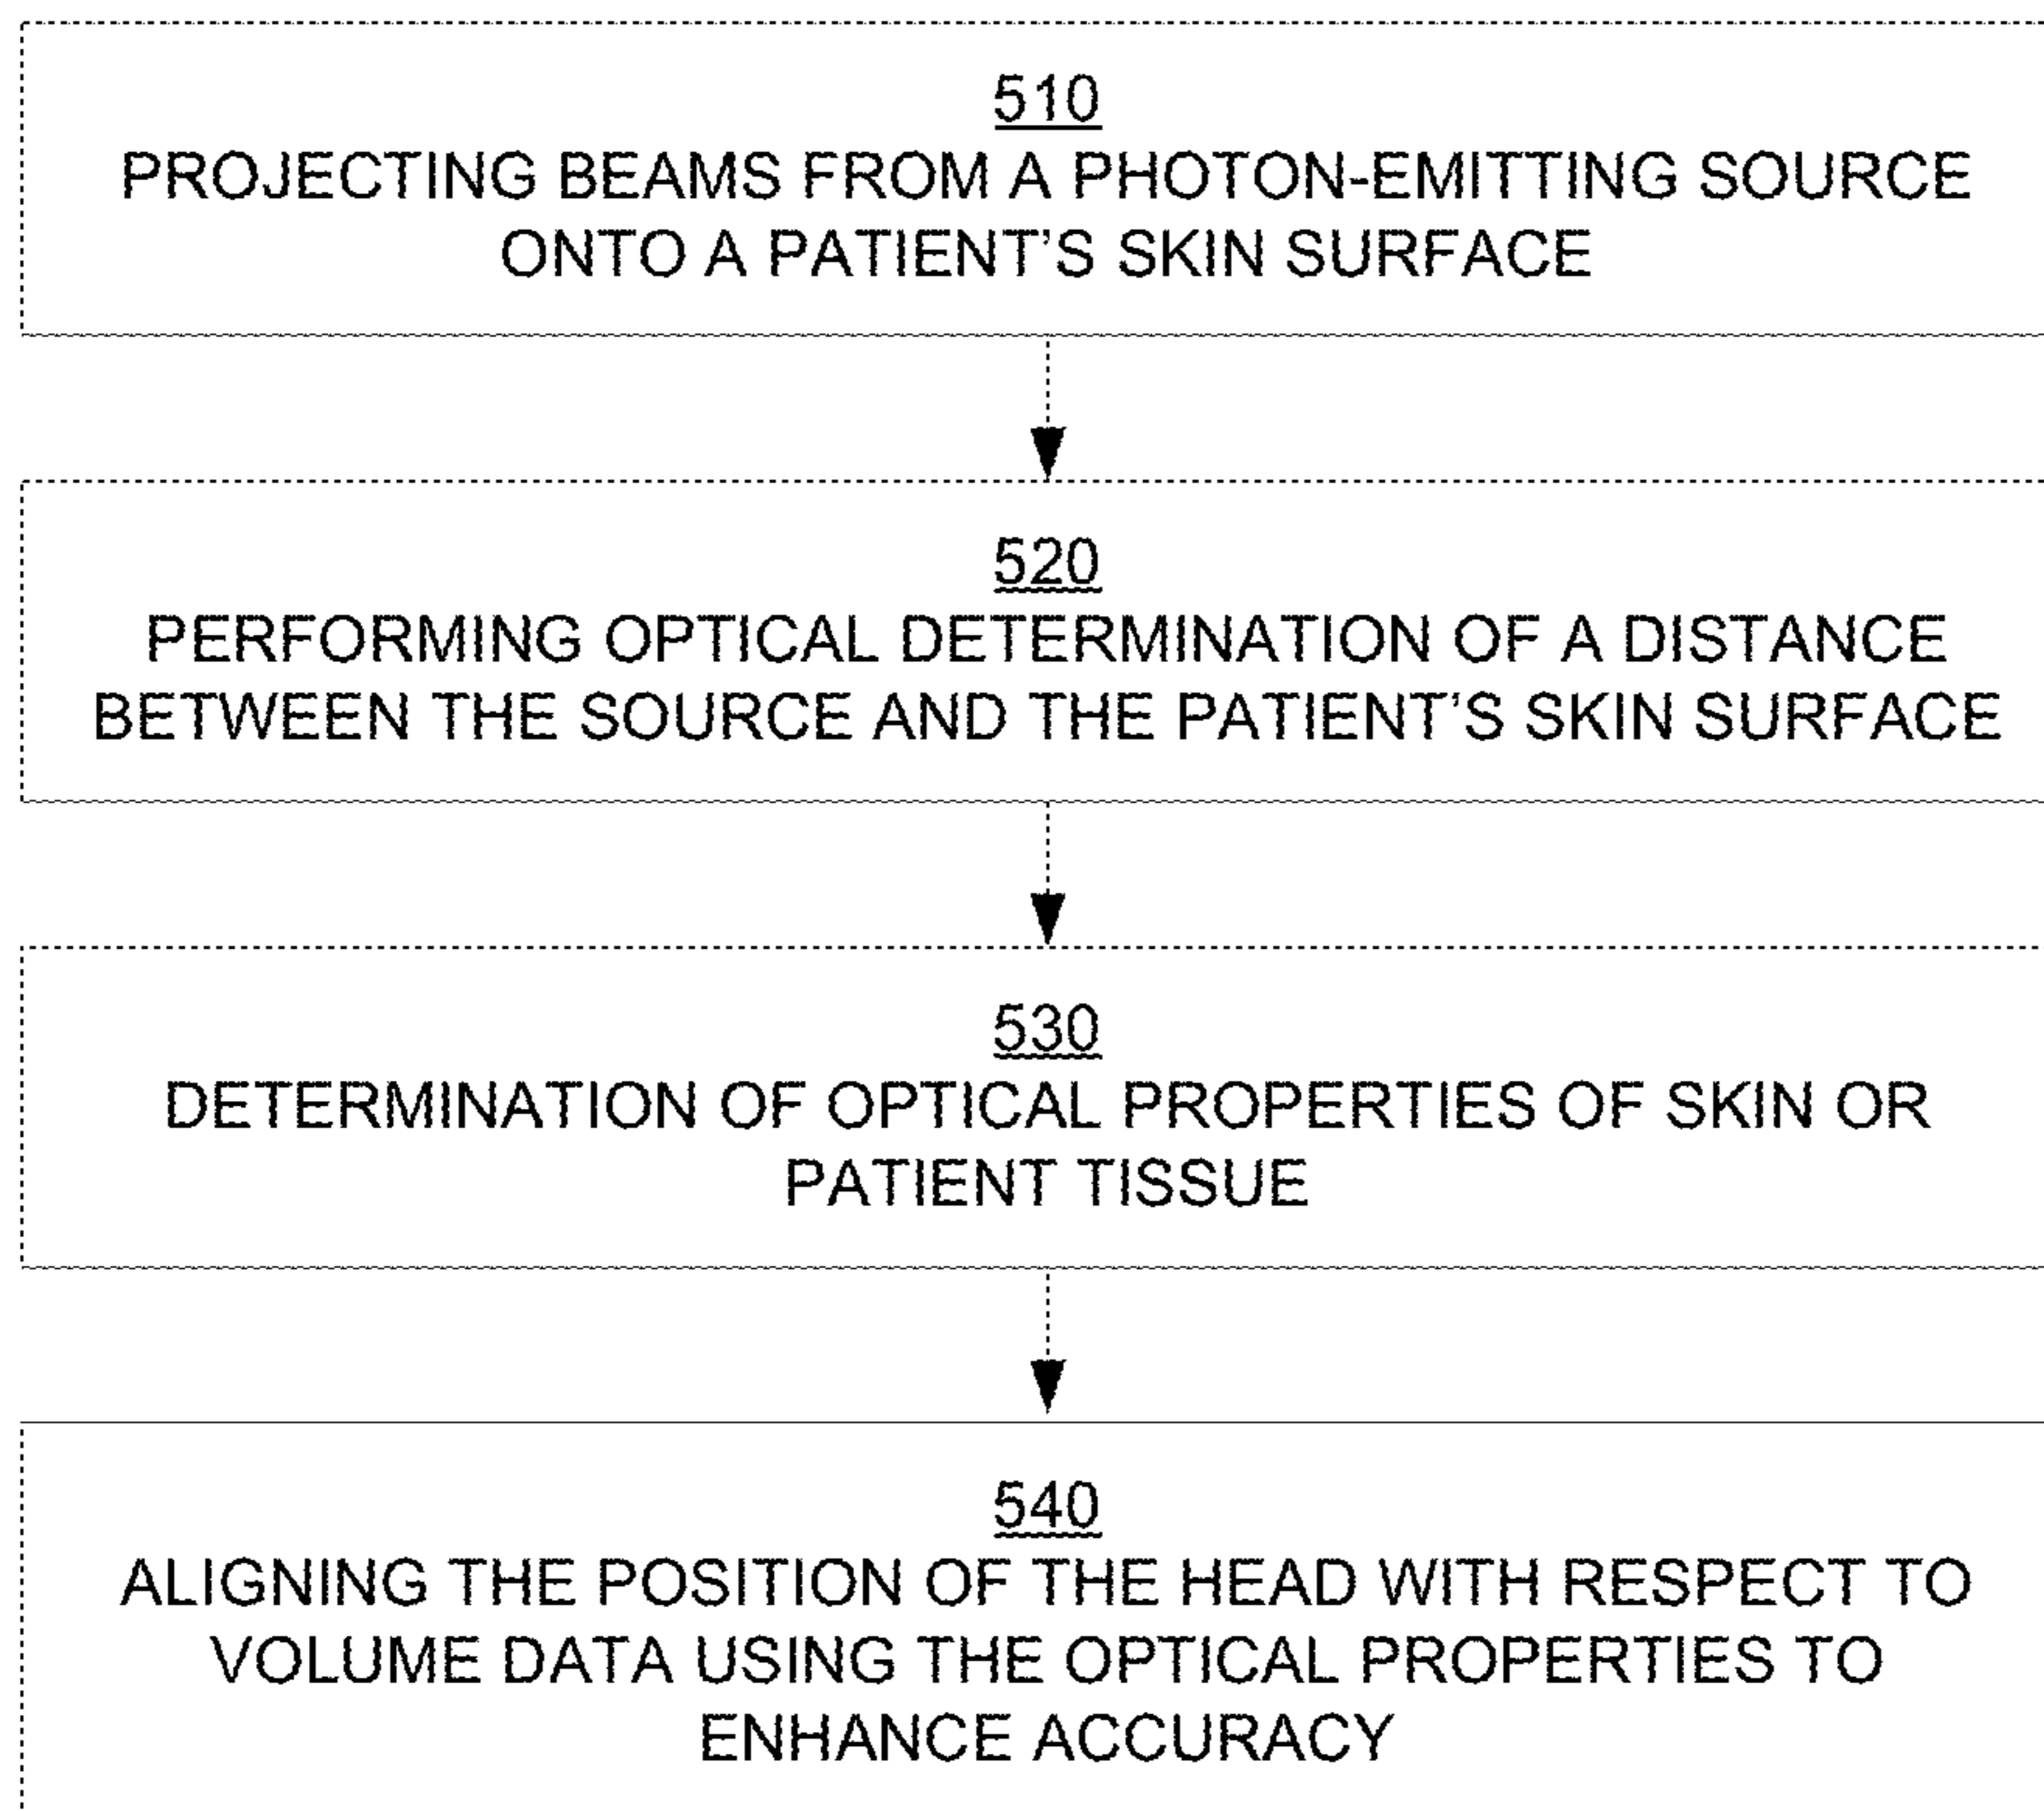 510
PROJECTING BEAMS FROM A PHOTON-EMITTING SOURCE
ONTO A PATIENT'S SKIN SURFACE
520
PERFORMING OPTICAL DETERMINATION OF A DISTANCE
BETWEEN THE SOURCE AND THE PATIENT'S SKIN SURFACE
530
DETERMINATION OF OPTICAL PROPERTIES OF SKIN OR
PATIENT TISSUE
540
ALIGNING THE POSITION OF THE HEAD WITH RESPECT TO
VOLUME DATA USING THE OPTICAL PROPERTIES TO
ENHANCE ACCURACY